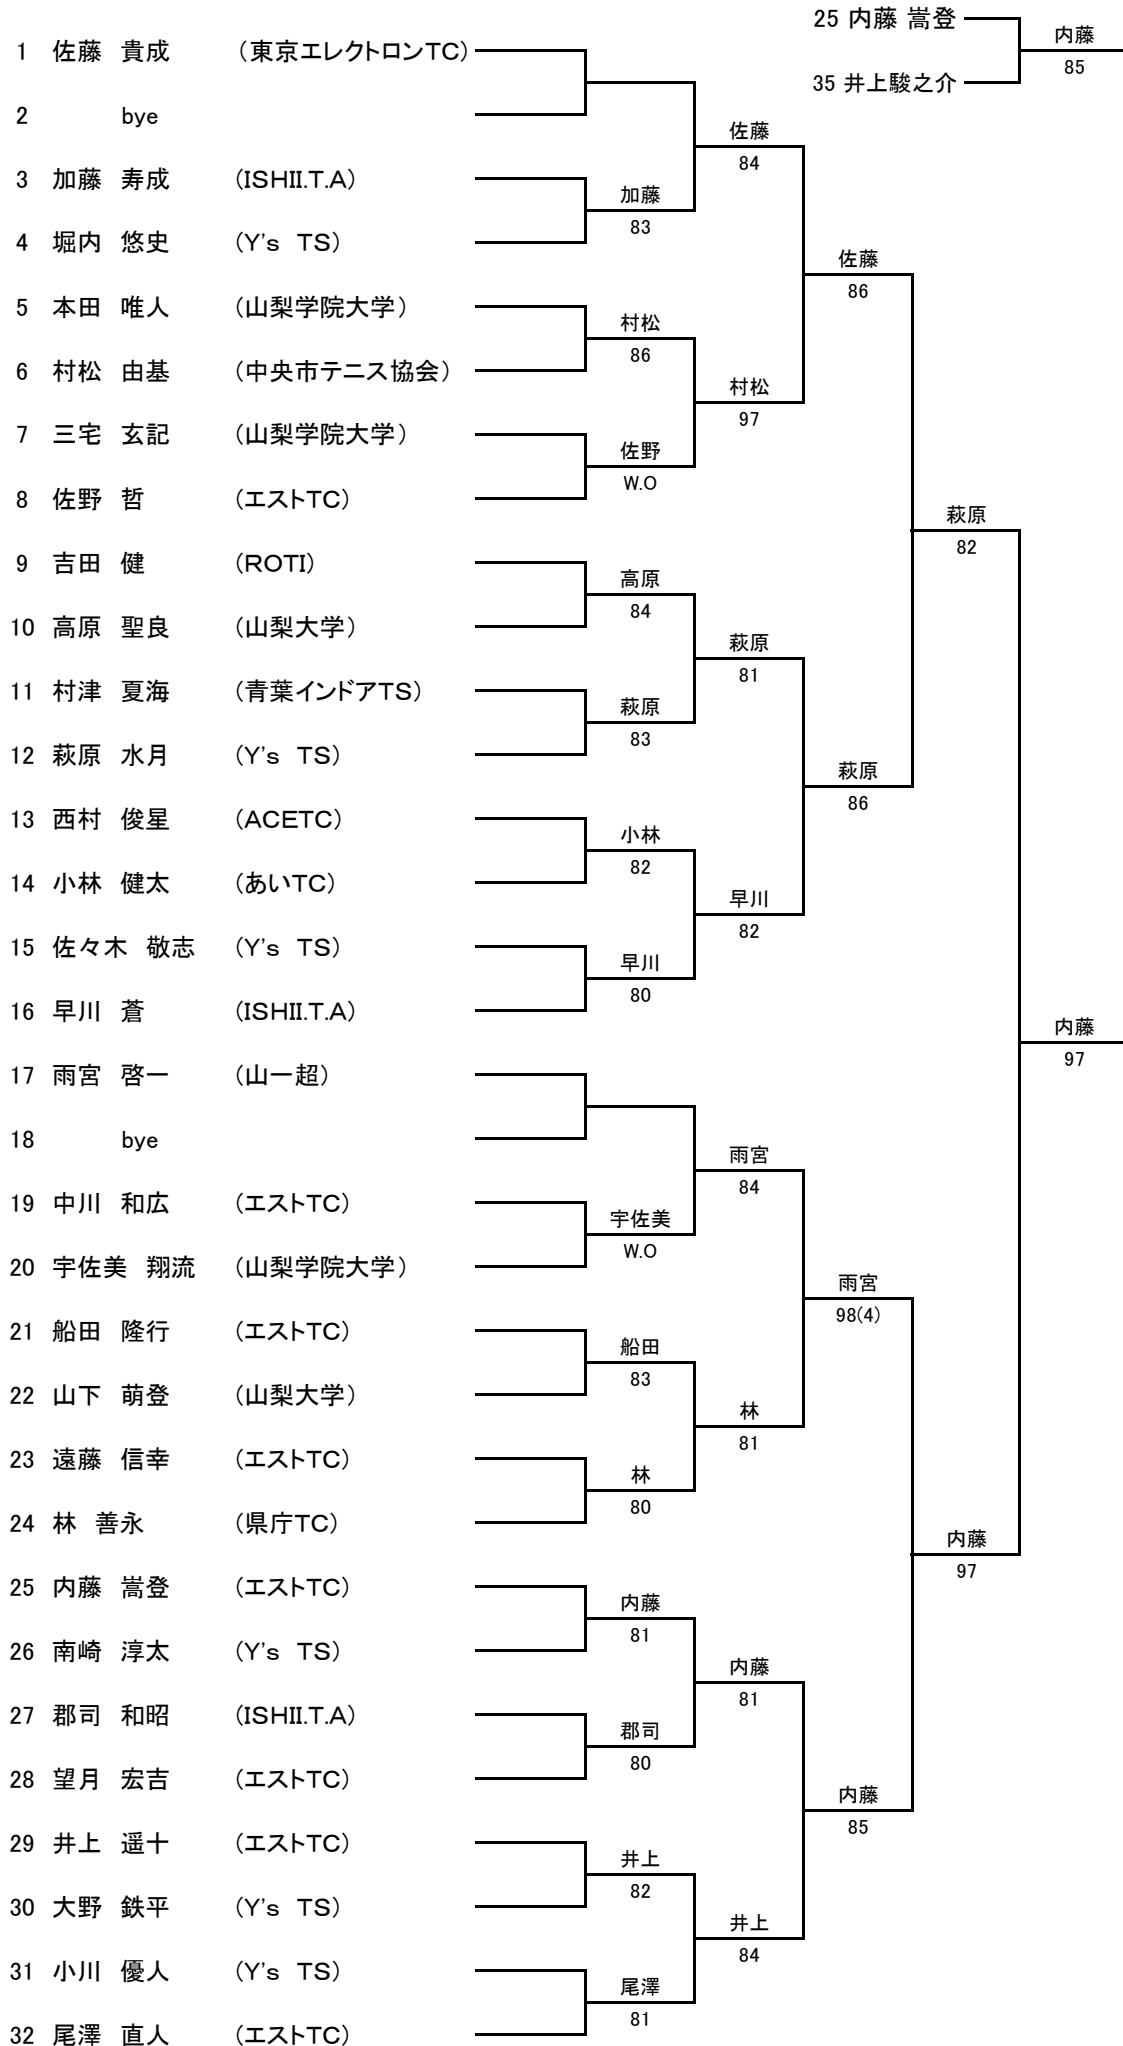 25 内藤 嵩登
内藤
85
35 井上駿之介
1 佐藤 貴成 (東京エレクトロンTC)
2 bye
佐藤
84
3 加藤 寿成 (ISHII.T.A)
加藤
83
4 堀内 悠史 (Y's TS)
佐藤
86
5 本田 唯人 (山梨学院大学)
村松
86
6 村松 由基 (中央市テニス協会)
村松
97
7 三宅 玄記 (山梨学院大学)
佐野
W.O
8 佐野 哲 (エストTC)
萩原
82
9 吉田 健 (ROTI)
高原
84
10 高原 聖良 (山梨大学)
萩原
81
11 村津 夏海 (青葉インドアTS)
萩原
83
12 萩原 水月 (Y's TS)
萩原
86
13 西村 俊星 (ACETC)
小林
82
14 小林 健太 (あいTC)
早川
82
15 佐々木 敬志 (Y's TS)
早川
80
16 早川 蒼 (ISHII.T.A)
内藤
97
17 雨宮 啓一 (山一超)
18 bye
雨宮
84
19 中川 和広 (エストTC)
宇佐美
W.O
20 宇佐美 翔流 (山梨学院大学)
雨宮
98(4)
21 船田 隆行 (エストTC)
船田
83
22 山下 萌登 (山梨大学)
林
81
23 遠藤 信幸 (エストTC)
林
80
24 林 善永 (県庁TC)
内藤
97
25 内藤 嵩登 (エストTC)
内藤
81
26 南崎 淳太 (Y's TS)
内藤
81
27 郡司 和昭 (ISHII.T.A)
郡司
80
28 望月 宏吉 (エストTC)
内藤
85
29 井上 遥十 (エストTC)
井上
82
30 大野 鉄平 (Y's TS)
井上
84
31 小川 優人 (Y's TS)
尾澤
81
32 尾澤 直人 (エストTC)